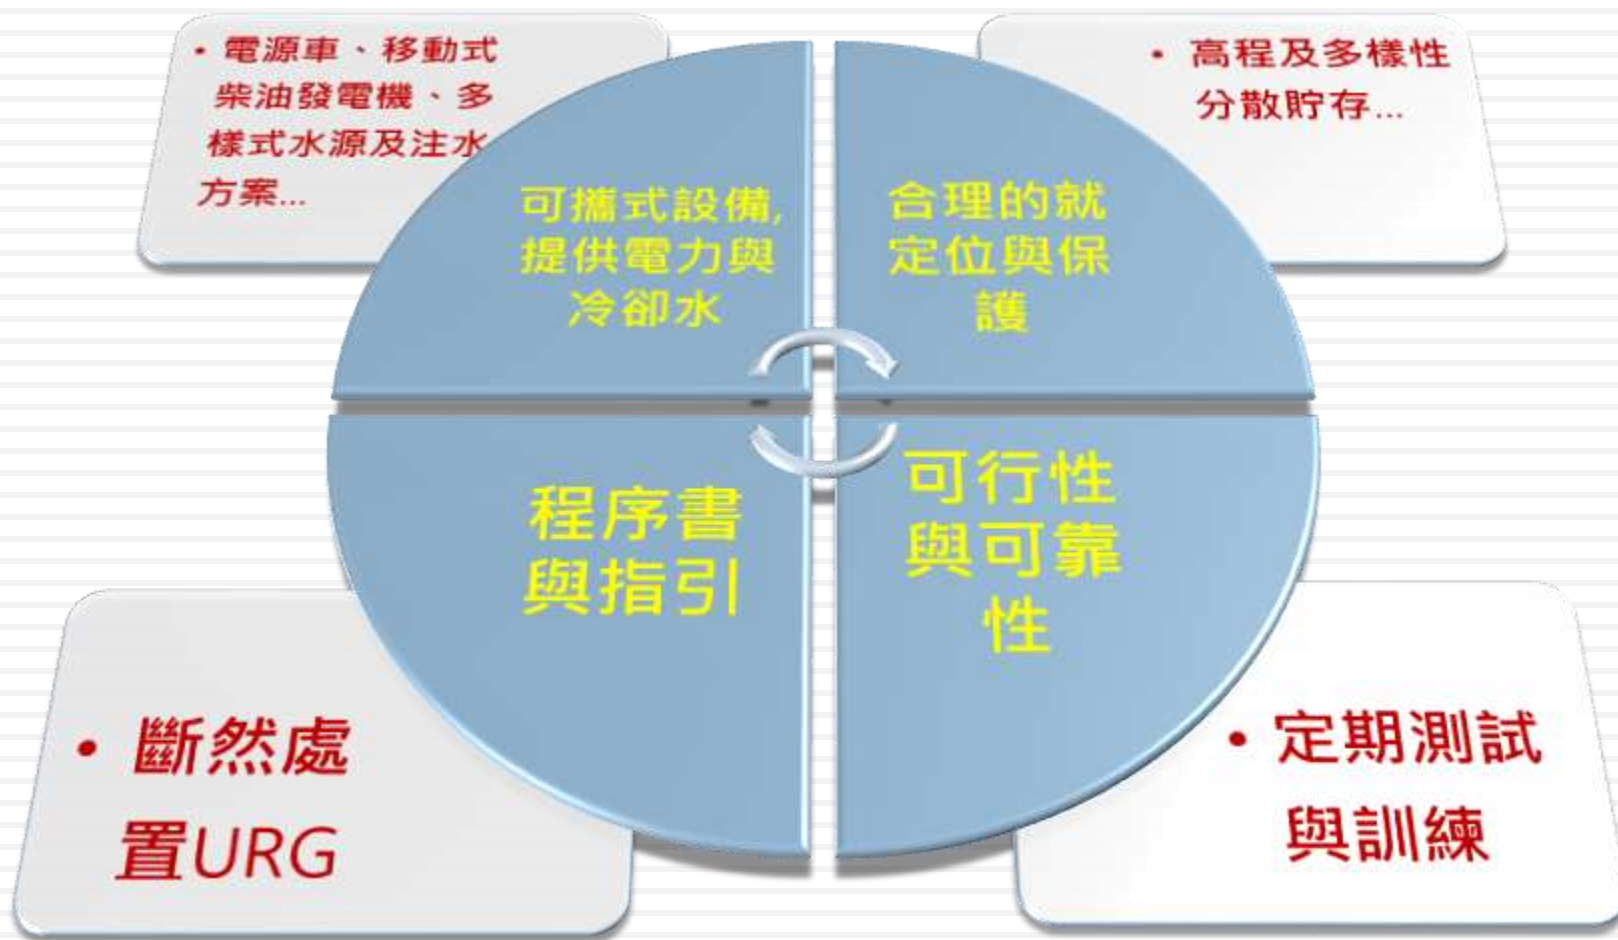 • 電源車、移動式
柴油發電機、多
樣式水源及注水
方案...
• 高程及多樣性
分散貯存...
可攜式設備,
提供電力與
冷卻水
合理的就
定位與保
護
程序書
與指引
可行性
與可靠
性
• 斷然處
置URG
• 定期測試
與訓練